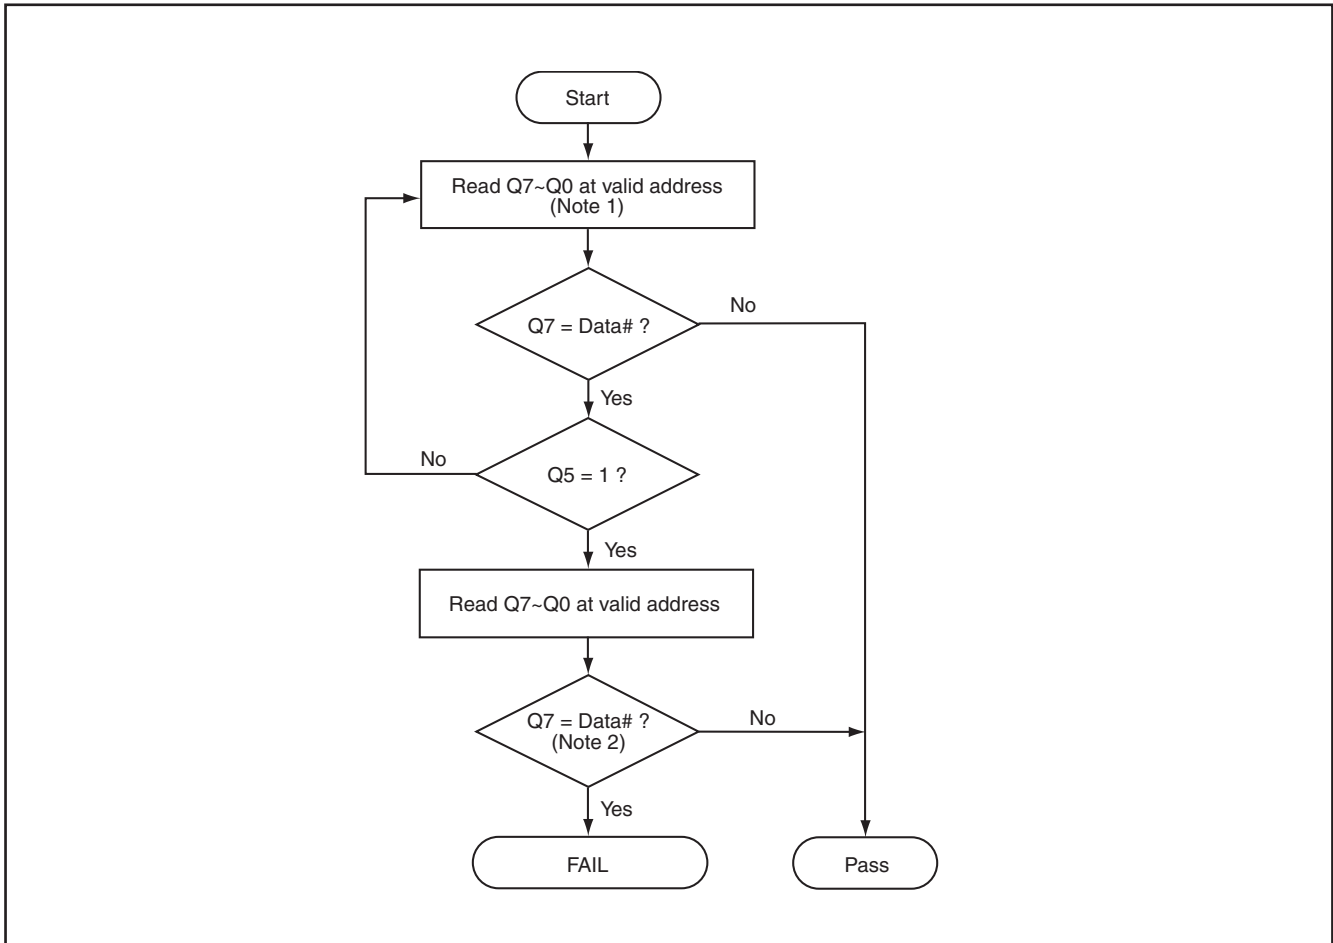 Start
Read Q7~Q0 at valid address
(Note 1)
Q7 = Data# ?
No
Yes
Q5 = 1 ?
No
Yes
Read Q7~Q0 at valid address
Q7 = Data# ?
(Note 2)
No
Yes
FAIL
Pass